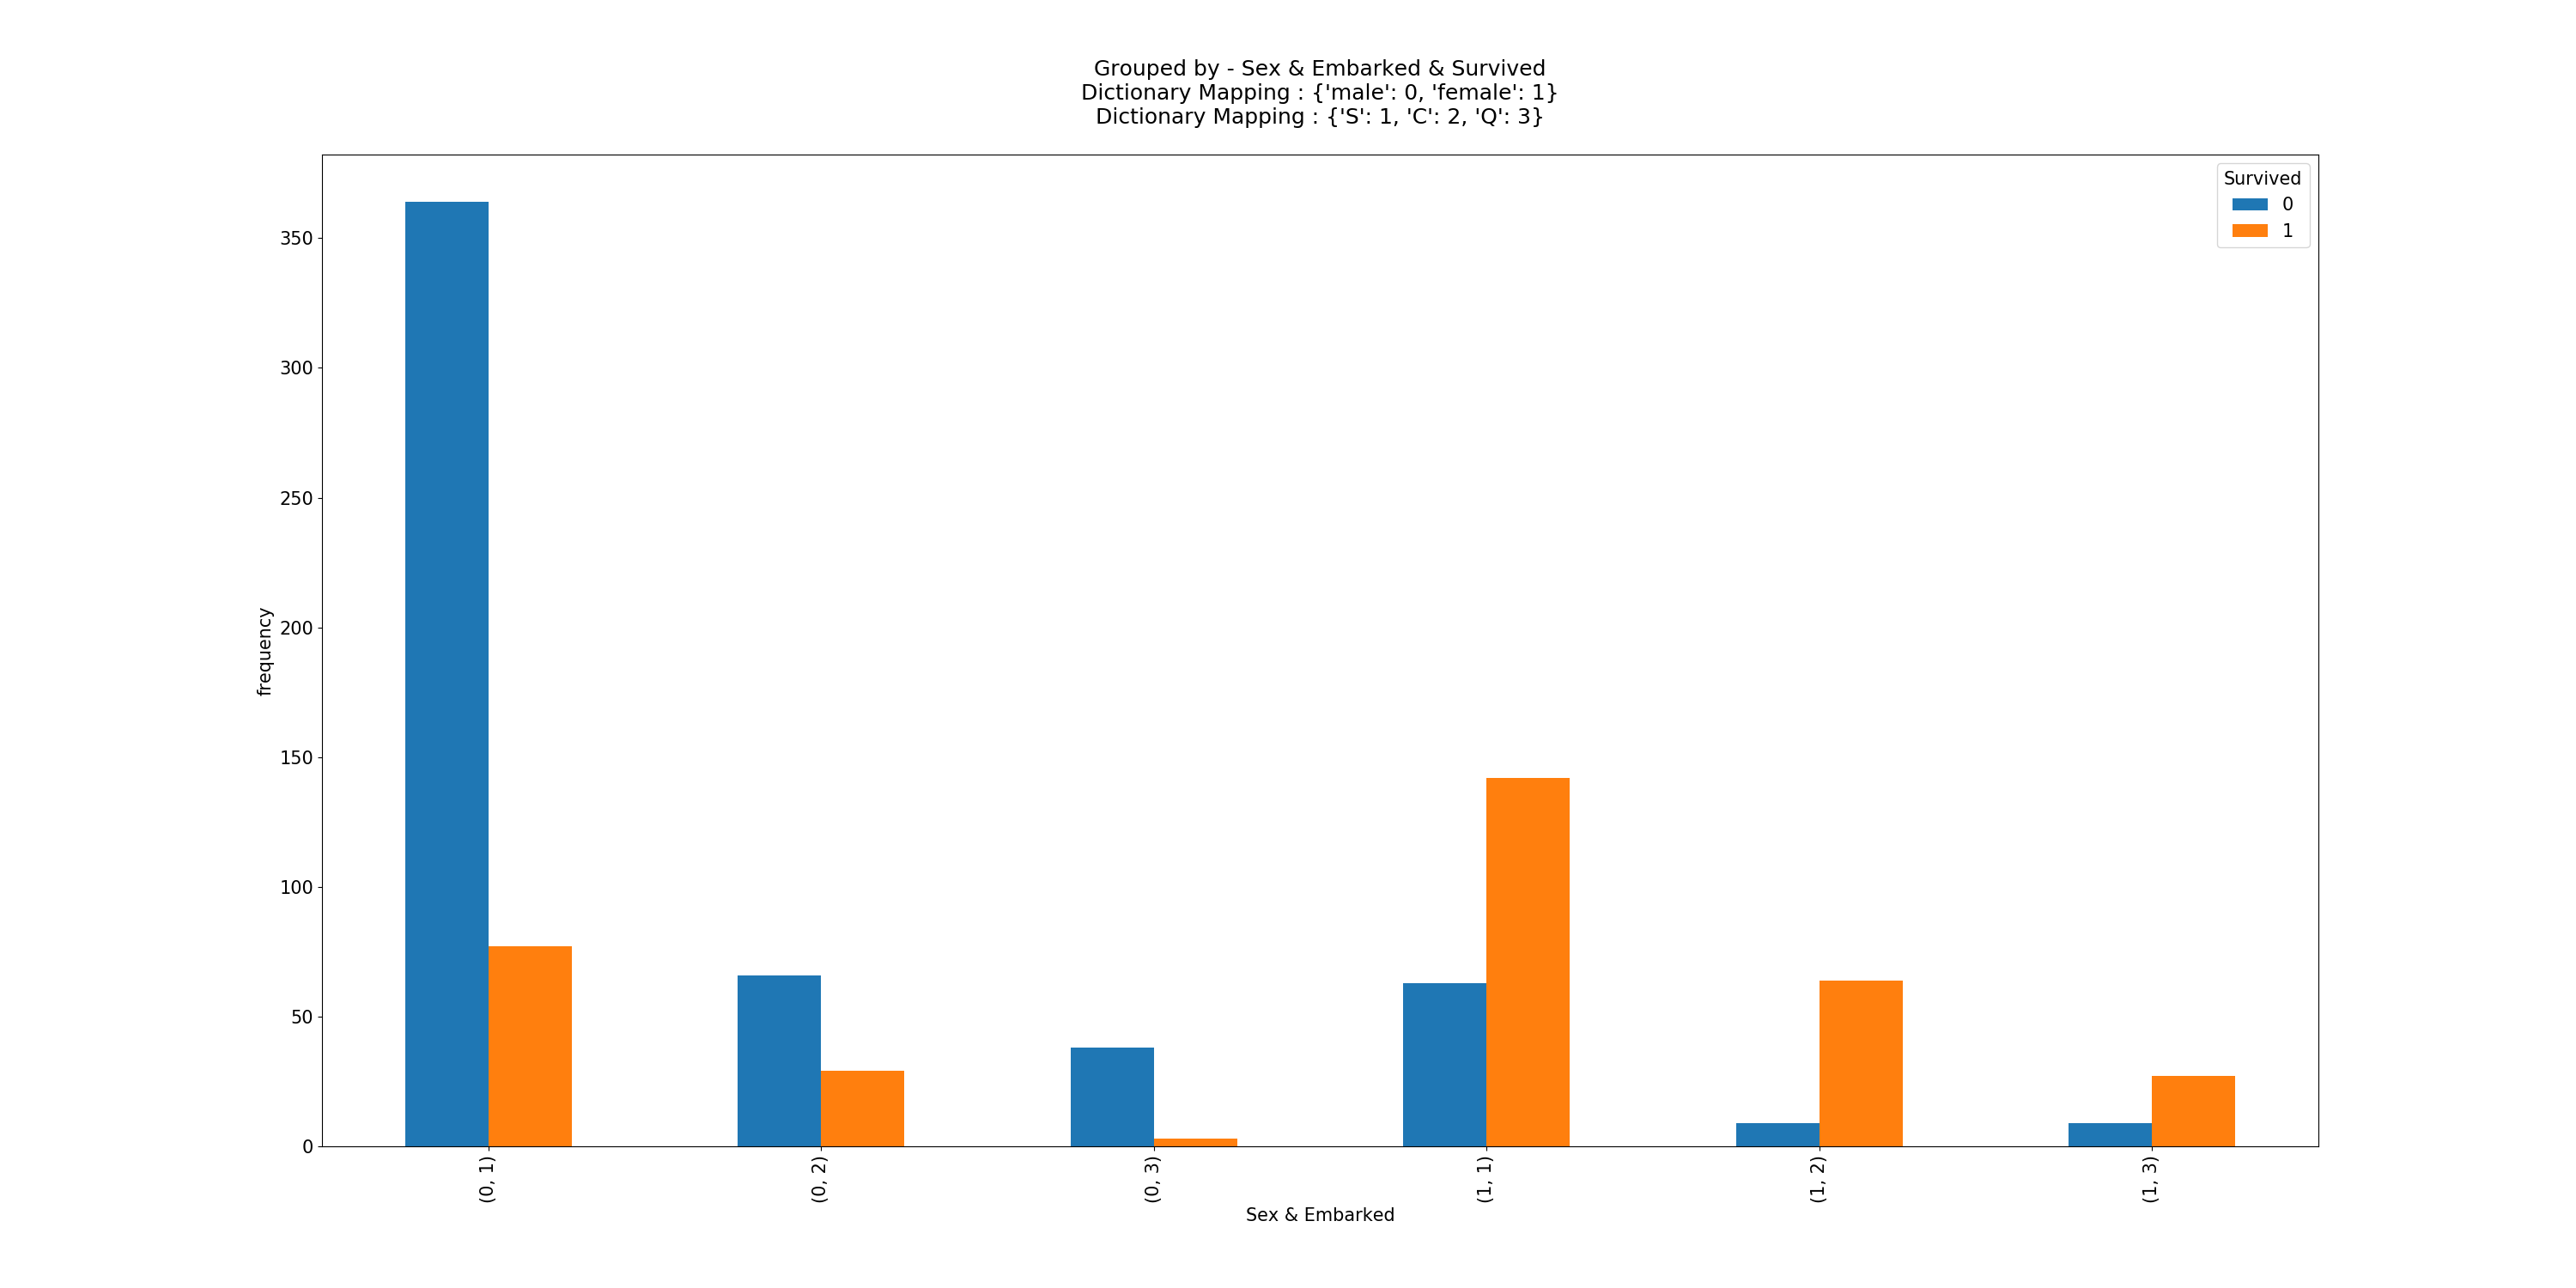 Grouped by - Sex & Embarked & Survived
Dictionary Mapping : {'male': 0, 'female': 1}
Dictionary Mapping : {'S': 1, 'C': 2, 'Q': 3}
Survived
0
1
350
300
250
200
150
100
50
0
frequency
(0, 1)
(0, 2)
(0, 3)
(1, 1)
(1, 2)
(1, 3)
Sex & Embarked